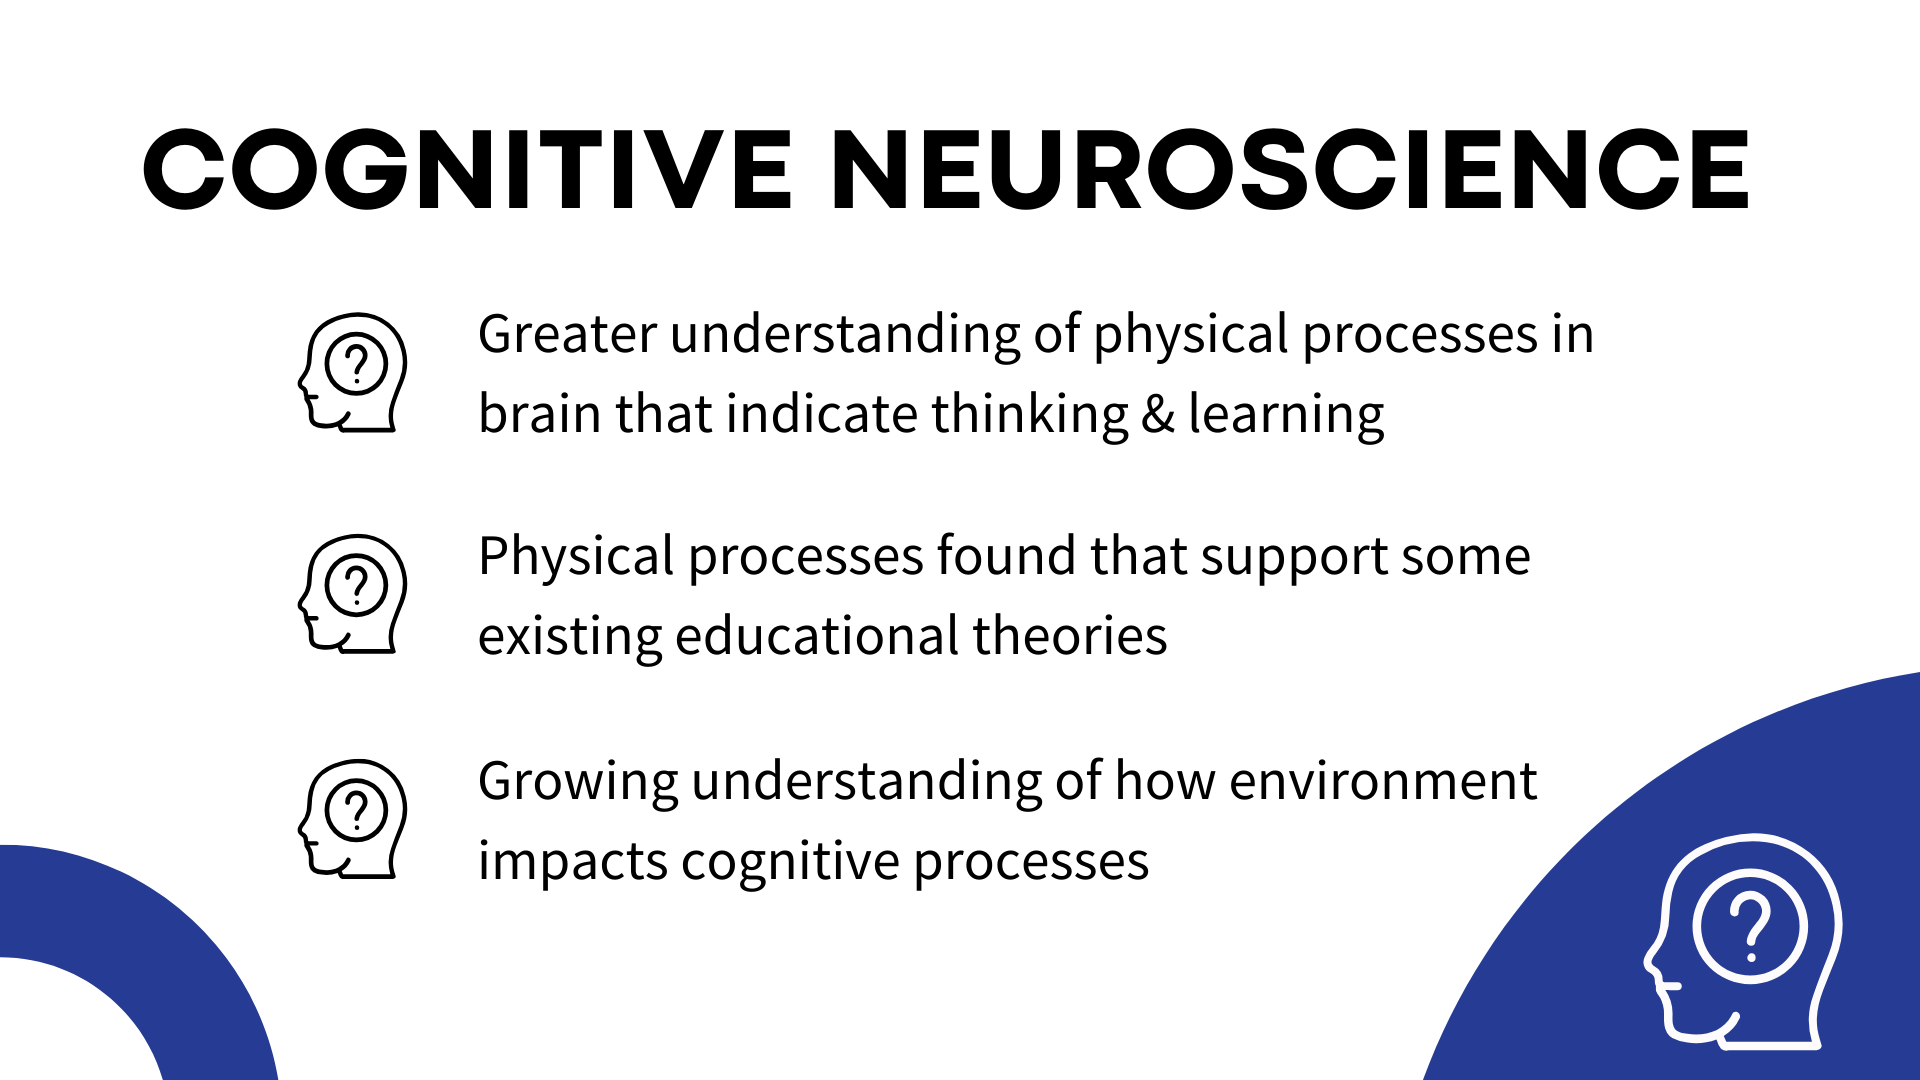 COGNITIVE NEUROSCIENCE
Greater understanding of physical processes in
brain that indicate thinking & learning
Physical processes found that support some
existing educational theories
Growing understanding of how environment
impacts cognitive processes